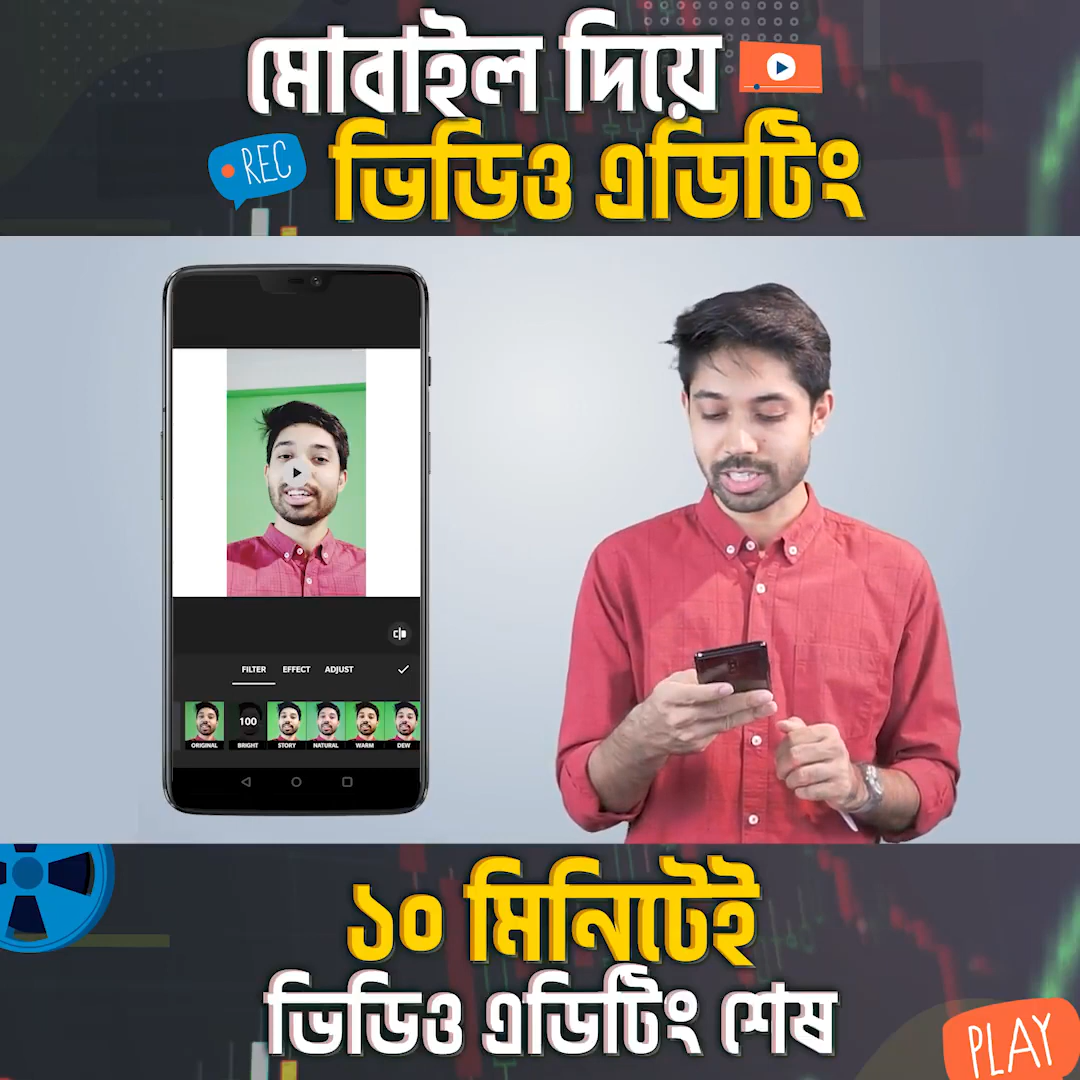 মোবাইল দিয়ে
REC
ভিডিও এডিটিং
FILTER EFFECT ADJUST
100
ORIGINAL BRIGHT STORY NATURAL WARM DEW
১০ মিনিটেই
ভিডিও এডিটিং শেষ
PLAY